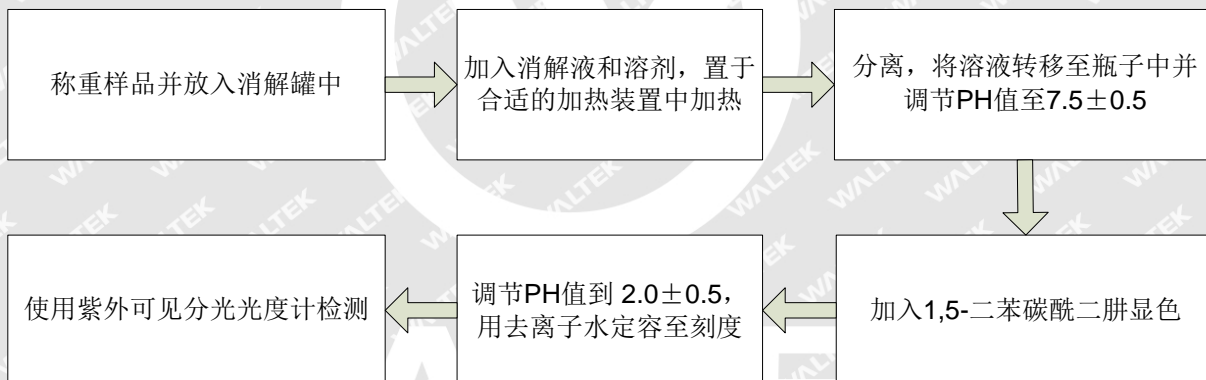 称重样品并放入消解罐中
加入消解液和溶剂，置于
合适的加热装置中加热
分离，将溶液转移至瓶子中并
调节PH值至7.5±0.5
加入1,5-二苯碳酰二肼显色
调节PH值到 2.0±0.5，
用去离子水定容至刻度
使用紫外可见分光光度计检测
WALTEK